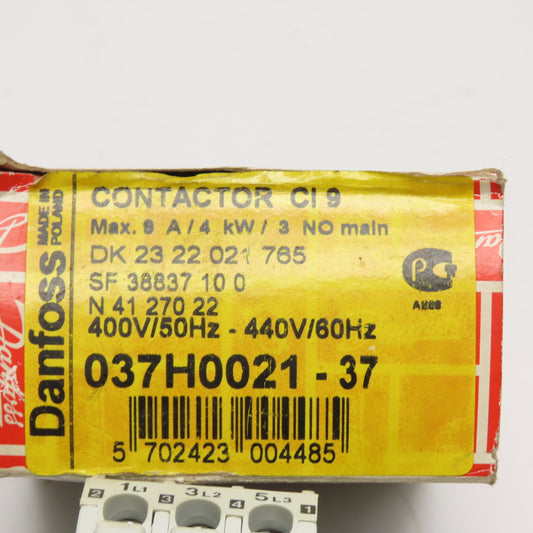 Danfoss
MADE IN
POLAND
CONTACTOR CI 9
Max. 9 A/4 kW/ 3 NO main
DK 23 22 021 765
SF 38837 10 0
N 41 270 22
400V/50Hz - 440V/60Hz
037H0021 - 37
5 702423 004485
2 1 L1 3 3 L2 4 5 L3 1